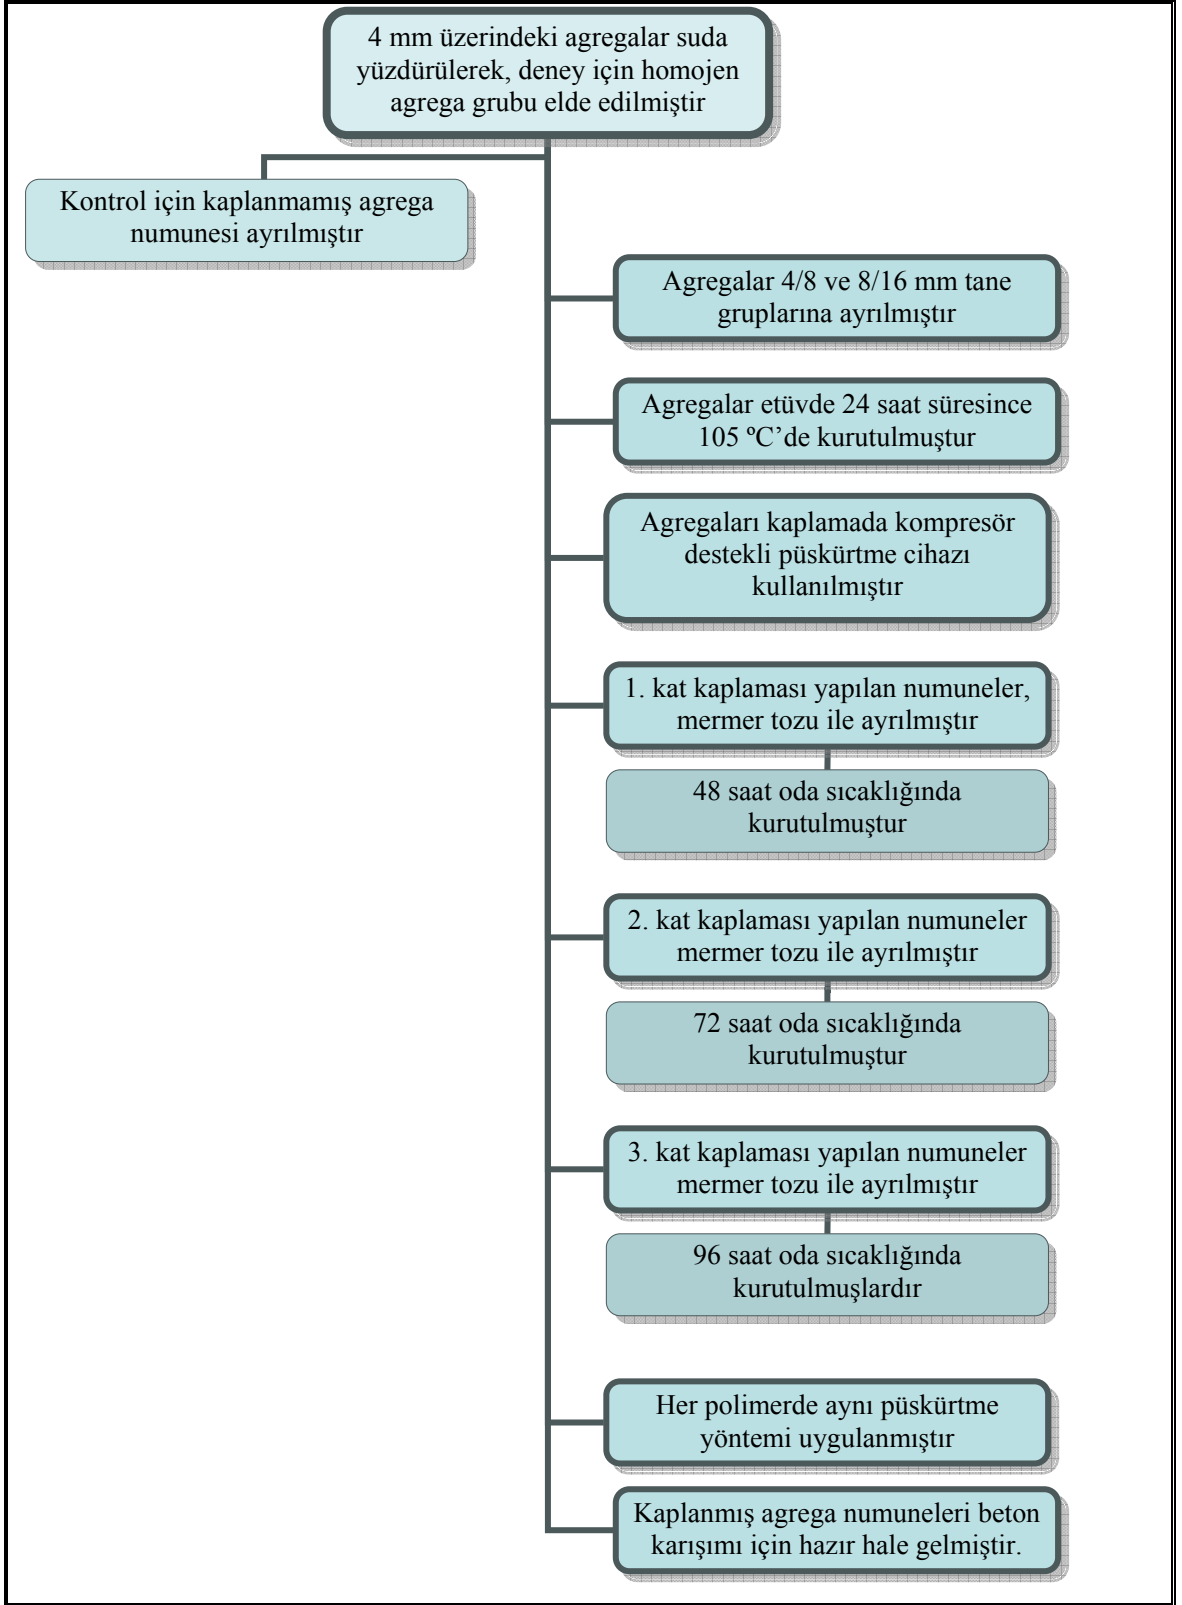 4 mm üzerindeki agregalar suda
yüzdürülerek, deney için homojen
agrega grubu elde edilmiştir
Kontrol için kaplanmamış agrega
numunesi ayrılmıştır
Agregalar 4/8 ve 8/16 mm tane
gruplarına ayrılmıştır
Agregalar etüvde 24 saat süresince
105 ºC’de kurutulmuştur
Agregaları kaplamada kompresör
destekli püskürtme cihazı
kullanılmıştır
1. kat kaplaması yapılan numuneler,
mermer tozu ile ayrılmıştır
48 saat oda sıcaklığında
kurutulmuştur
2. kat kaplaması yapılan numuneler
mermer tozu ile ayrılmıştır
72 saat oda sıcaklığında
kurutulmuştur
3. kat kaplaması yapılan numuneler
mermer tozu ile ayrılmıştır
96 saat oda sıcaklığında
kurutulmuşlardır
Her polimerde aynı püskürtme
yöntemi uygulanmıştır
Kaplanmış agrega numuneleri beton
karışımı için hazır hale gelmiştir.